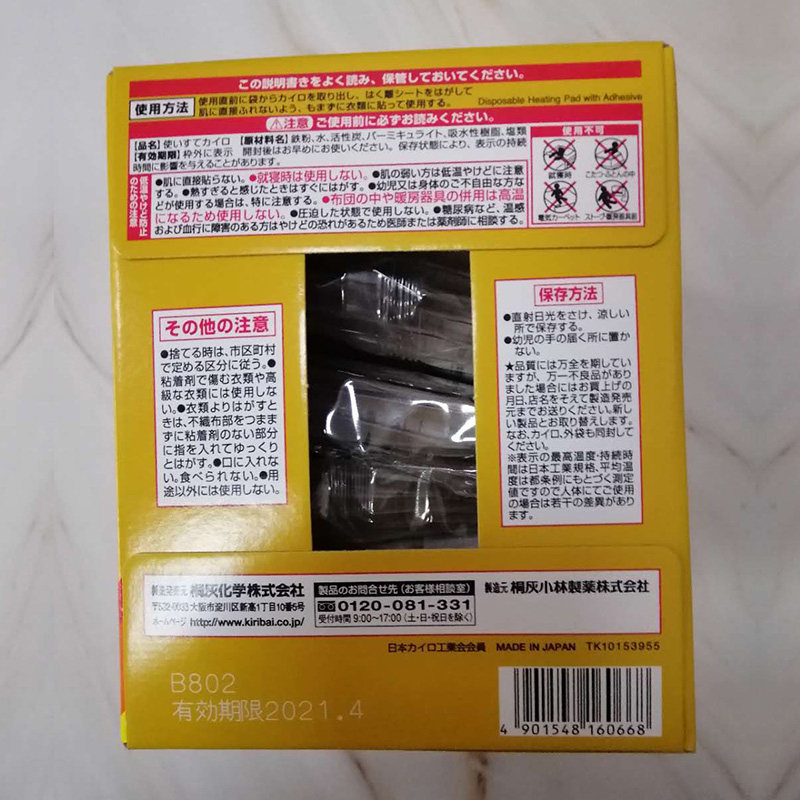 この説明書きをよく読み、保管しておいてください。
使用方法
使用直前に袋からカイロを取り出し、はく離シートをはがして
肌に直接ふれないよう、もまずに衣類に貼って使用する。
Disposable Heating Pad with Adhesive
⚠注意 ご使用前に必ずお読みください。
【品名】使いすてカイロ 【原材料名】鉄粉、水、活性炭、バーミキュライト、吸水性樹脂、塩類
【有効期限】枠外に表示 開封後はお早めにお使いください。保存状態により、表示の持続
時間に影響を与えることがあります。
低温やけど防止
のための注意
●肌に直接貼らない。●就寝時は使用しない。●肌の弱い方は低温やけどに注意
する。●熱すぎると感じたときはすぐにはがす。●幼児又は身体のご不自由な方な
どが使用する場合は、特に注意する。●布団の中や暖房器具の併用は高温
になるため使用しない。●圧迫した状態で使用しない。●糖尿病など、温感
および血行に障害のある方はやけどの恐れがあるため医師または薬剤師に相談する。
使用不可
就寝時
こたつ・ふとんの中
電気カーペット
ストーブ・暖房器具前
その他の注意
●捨てる時は、市区町村
で定める区分に従う。●
粘着剤で傷む衣類や高
級な衣類には使用しな
い。●衣類よりはがすと
きは、不織布部をつまま
ずに粘着剤のない部分
に指を入れてゆっくり
とはがす。●口に入れな
い。食べられない。●用
途以外には使用しない。
保存方法
●直射日光をさけ、涼しい
所で保存する。
●幼児の手の届く所に置か
ない。
★品質には万全を期してい
ますが、万一不良品があり
ました場合にはお買上げの
月日、店名をそえて製造発売
元までお送りください。新し
い製品とお取り替えします。
なお、カイロ、外袋も同封して
ください。
※表示の最高温度・持続時
間は日本工業規格、平均温
度は都条例にもとづく測定
値ですので人体にてご使用
の場合は若干の差異があり
ます。
製造発売元 桐灰化学株式会社
〒532-0033 大阪市淀川区新高1丁目10番5号
ホームページ http://www.kiribai.co.jp/
製品のお問合せ先(お客様相談室)
0120-081-331
受付時間 9:00〜17:00(土・日・祝日を除く)
製造元 桐灰小林製薬株式会社
日本カイロ工業会会員 MADE IN JAPAN TK10153955
B802
有効期限2021.4
4 901548 160668